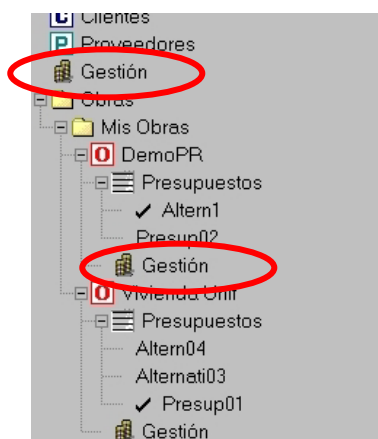 C Clientes
P Proveedores
Gestión
Obras
Mis Obras
O DemoPR
Presupuestos
Altern1
Presup02
Gestión
O Vivienda Unif
Presupuestos
Altern04
Alternati03
Presup01
Gestión